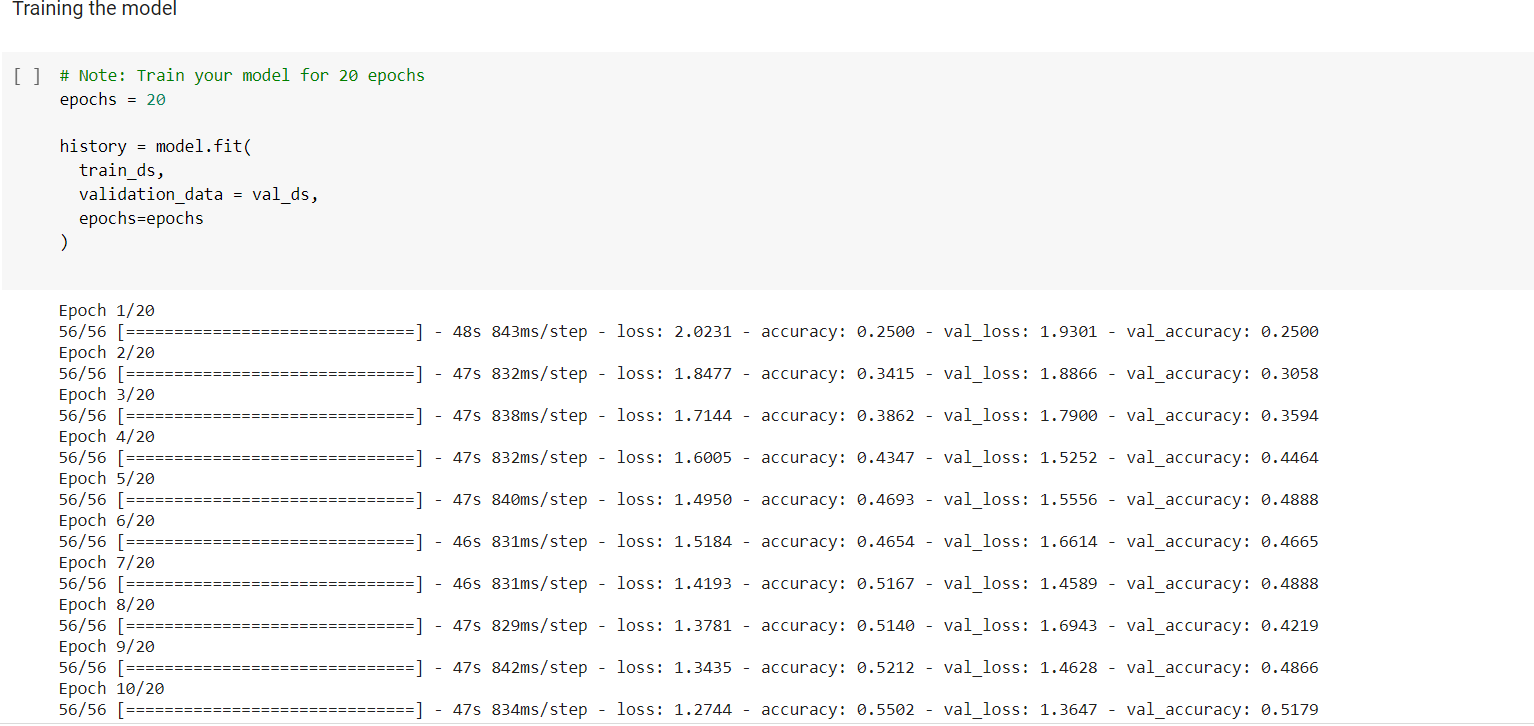 Training the model
[ ] # Note: Train your model for 20 epochs
epochs = 20
history = model.fit(
train_ds,
validation_data = val_ds,
epochs=epochs
)
Epoch 1/20
56/56 [==============================] - 48s 843ms/step - loss: 2.0231 - accuracy: 0.2500 - val_loss: 1.9301 - val_accuracy: 0.2500
Epoch 2/20
56/56 [==============================] - 47s 832ms/step - loss: 1.8477 - accuracy: 0.3415 - val_loss: 1.8866 - val_accuracy: 0.3058
Epoch 3/20
56/56 [==============================] - 47s 838ms/step - loss: 1.7144 - accuracy: 0.3862 - val_loss: 1.7900 - val_accuracy: 0.3594
Epoch 4/20
56/56 [==============================] - 47s 832ms/step - loss: 1.6005 - accuracy: 0.4347 - val_loss: 1.5252 - val_accuracy: 0.4464
Epoch 5/20
56/56 [==============================] - 47s 840ms/step - loss: 1.4950 - accuracy: 0.4693 - val_loss: 1.5556 - val_accuracy: 0.4888
Epoch 6/20
56/56 [==============================] - 46s 831ms/step - loss: 1.5184 - accuracy: 0.4654 - val_loss: 1.6614 - val_accuracy: 0.4665
Epoch 7/20
56/56 [==============================] - 46s 831ms/step - loss: 1.4193 - accuracy: 0.5167 - val_loss: 1.4589 - val_accuracy: 0.4888
Epoch 8/20
56/56 [==============================] - 47s 829ms/step - loss: 1.3781 - accuracy: 0.5140 - val_loss: 1.6943 - val_accuracy: 0.4219
Epoch 9/20
56/56 [==============================] - 47s 842ms/step - loss: 1.3435 - accuracy: 0.5212 - val_loss: 1.4628 - val_accuracy: 0.4866
Epoch 10/20
56/56 [==============================] - 47s 834ms/step - loss: 1.2744 - accuracy: 0.5502 - val_loss: 1.3647 - val_accuracy: 0.5179